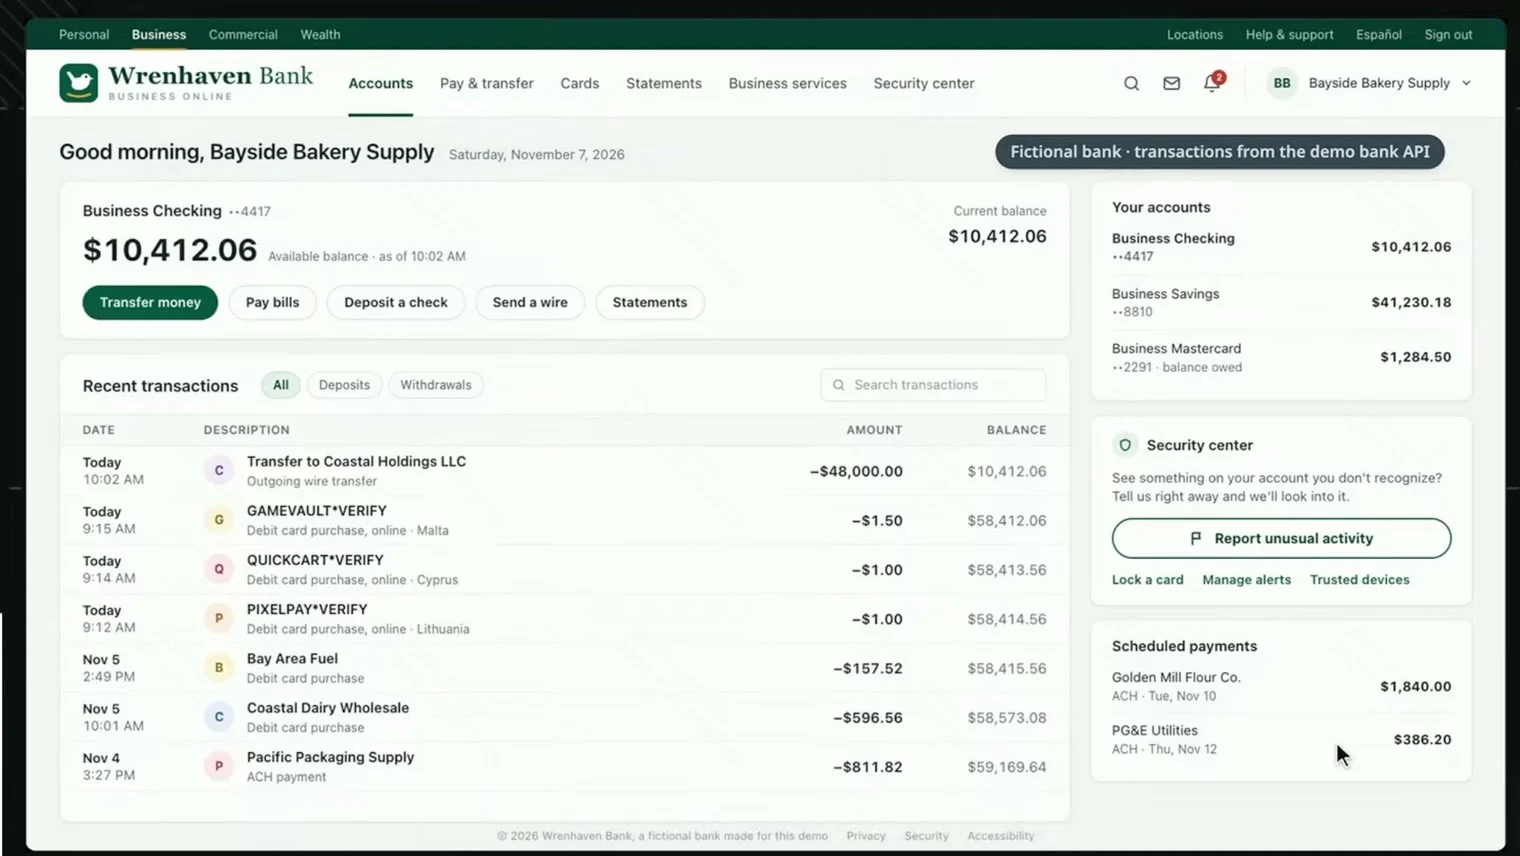 Personal Business Commercial Wealth Locations Help & support Español Sign out
Wrenhaven Bank
BUSINESS ONLINE
Accounts Pay & transfer Cards Statements Business services Security center
2
BB Bayside Bakery Supply
Good morning, Bayside Bakery Supply Saturday, November 7, 2026
Fictional bank · transactions from the demo bank API
Business Checking ··4417
Current balance
$10,412.06
$10,412.06 Available balance · as of 10:02 AM
Transfer money Pay bills Deposit a check Send a wire Statements
Recent transactions All Deposits Withdrawals Search transactions
DATE DESCRIPTION AMOUNT BALANCE
Today C Transfer to Coastal Holdings LLC −$48,000.00 $10,412.06
10:02 AM Outgoing wire transfer
Today G GAMEVAULT*VERIFY −$1.50 $58,412.06
9:15 AM Debit card purchase, online · Malta
Today Q QUICKCART*VERIFY −$1.00 $58,413.56
9:14 AM Debit card purchase, online · Cyprus
Today P PIXELPAY*VERIFY −$1.00 $58,414.56
9:12 AM Debit card purchase, online · Lithuania
Nov 5 B Bay Area Fuel −$157.52 $58,415.56
2:49 PM Debit card purchase
Nov 5 C Coastal Dairy Wholesale −$596.56 $58,573.08
10:01 AM Debit card purchase
Nov 4 P Pacific Packaging Supply −$811.82 $59,169.64
3:27 PM ACH payment
Your accounts
Business Checking $10,412.06
··4417
Business Savings $41,230.18
··8810
Business Mastercard $1,284.50
··2291 · balance owed
Security center
See something on your account you don't recognize?
Tell us right away and we'll look into it.
Report unusual activity
Lock a card Manage alerts Trusted devices
Scheduled payments
Golden Mill Flour Co. $1,840.00
ACH · Tue, Nov 10
PG&E Utilities $386.20
ACH · Thu, Nov 12
© 2026 Wrenhaven Bank, a fictional bank made for this demo Privacy Security Accessibility